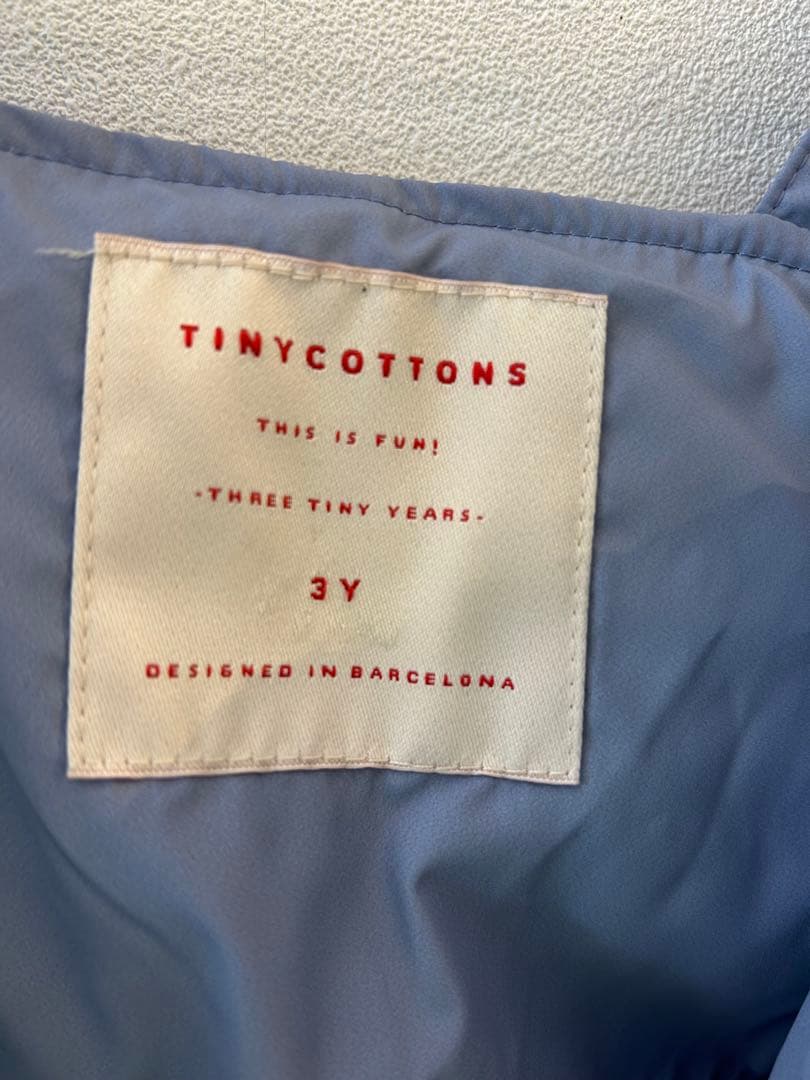 TINYCOTTONS
THIS IS FUN!
-THREE TINY YEARS-
3Y
DESIGNED IN BARCELONA